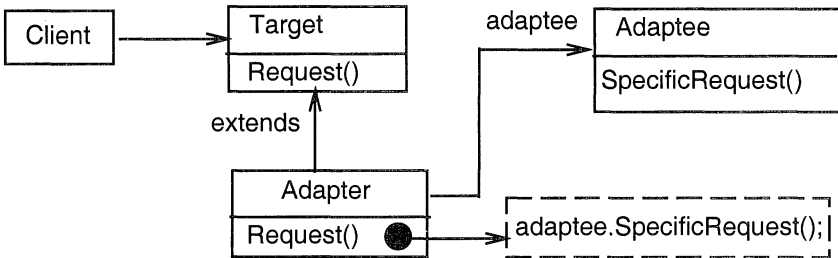 Client
Target
Request()
adaptee
Adaptee
SpecificRequest()
extends
Adapter
Request()
adaptee.SpecificRequest();